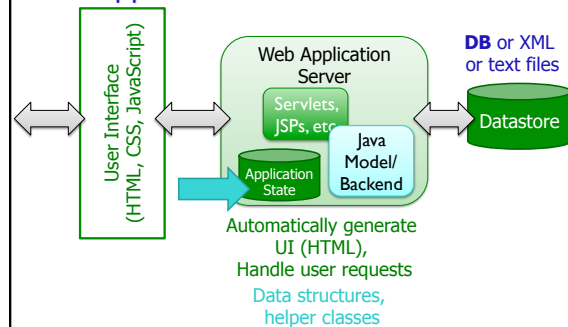 User Interface
(HTML, CSS, JavaScript)
Web Application
Server
Servlets,
JSPs, etc
Java
Model/
Backend
Application
State
DB or XML
or text files
Datastore
Automatically generate
UI (HTML),
Handle user requests
Data structures,
helper classes